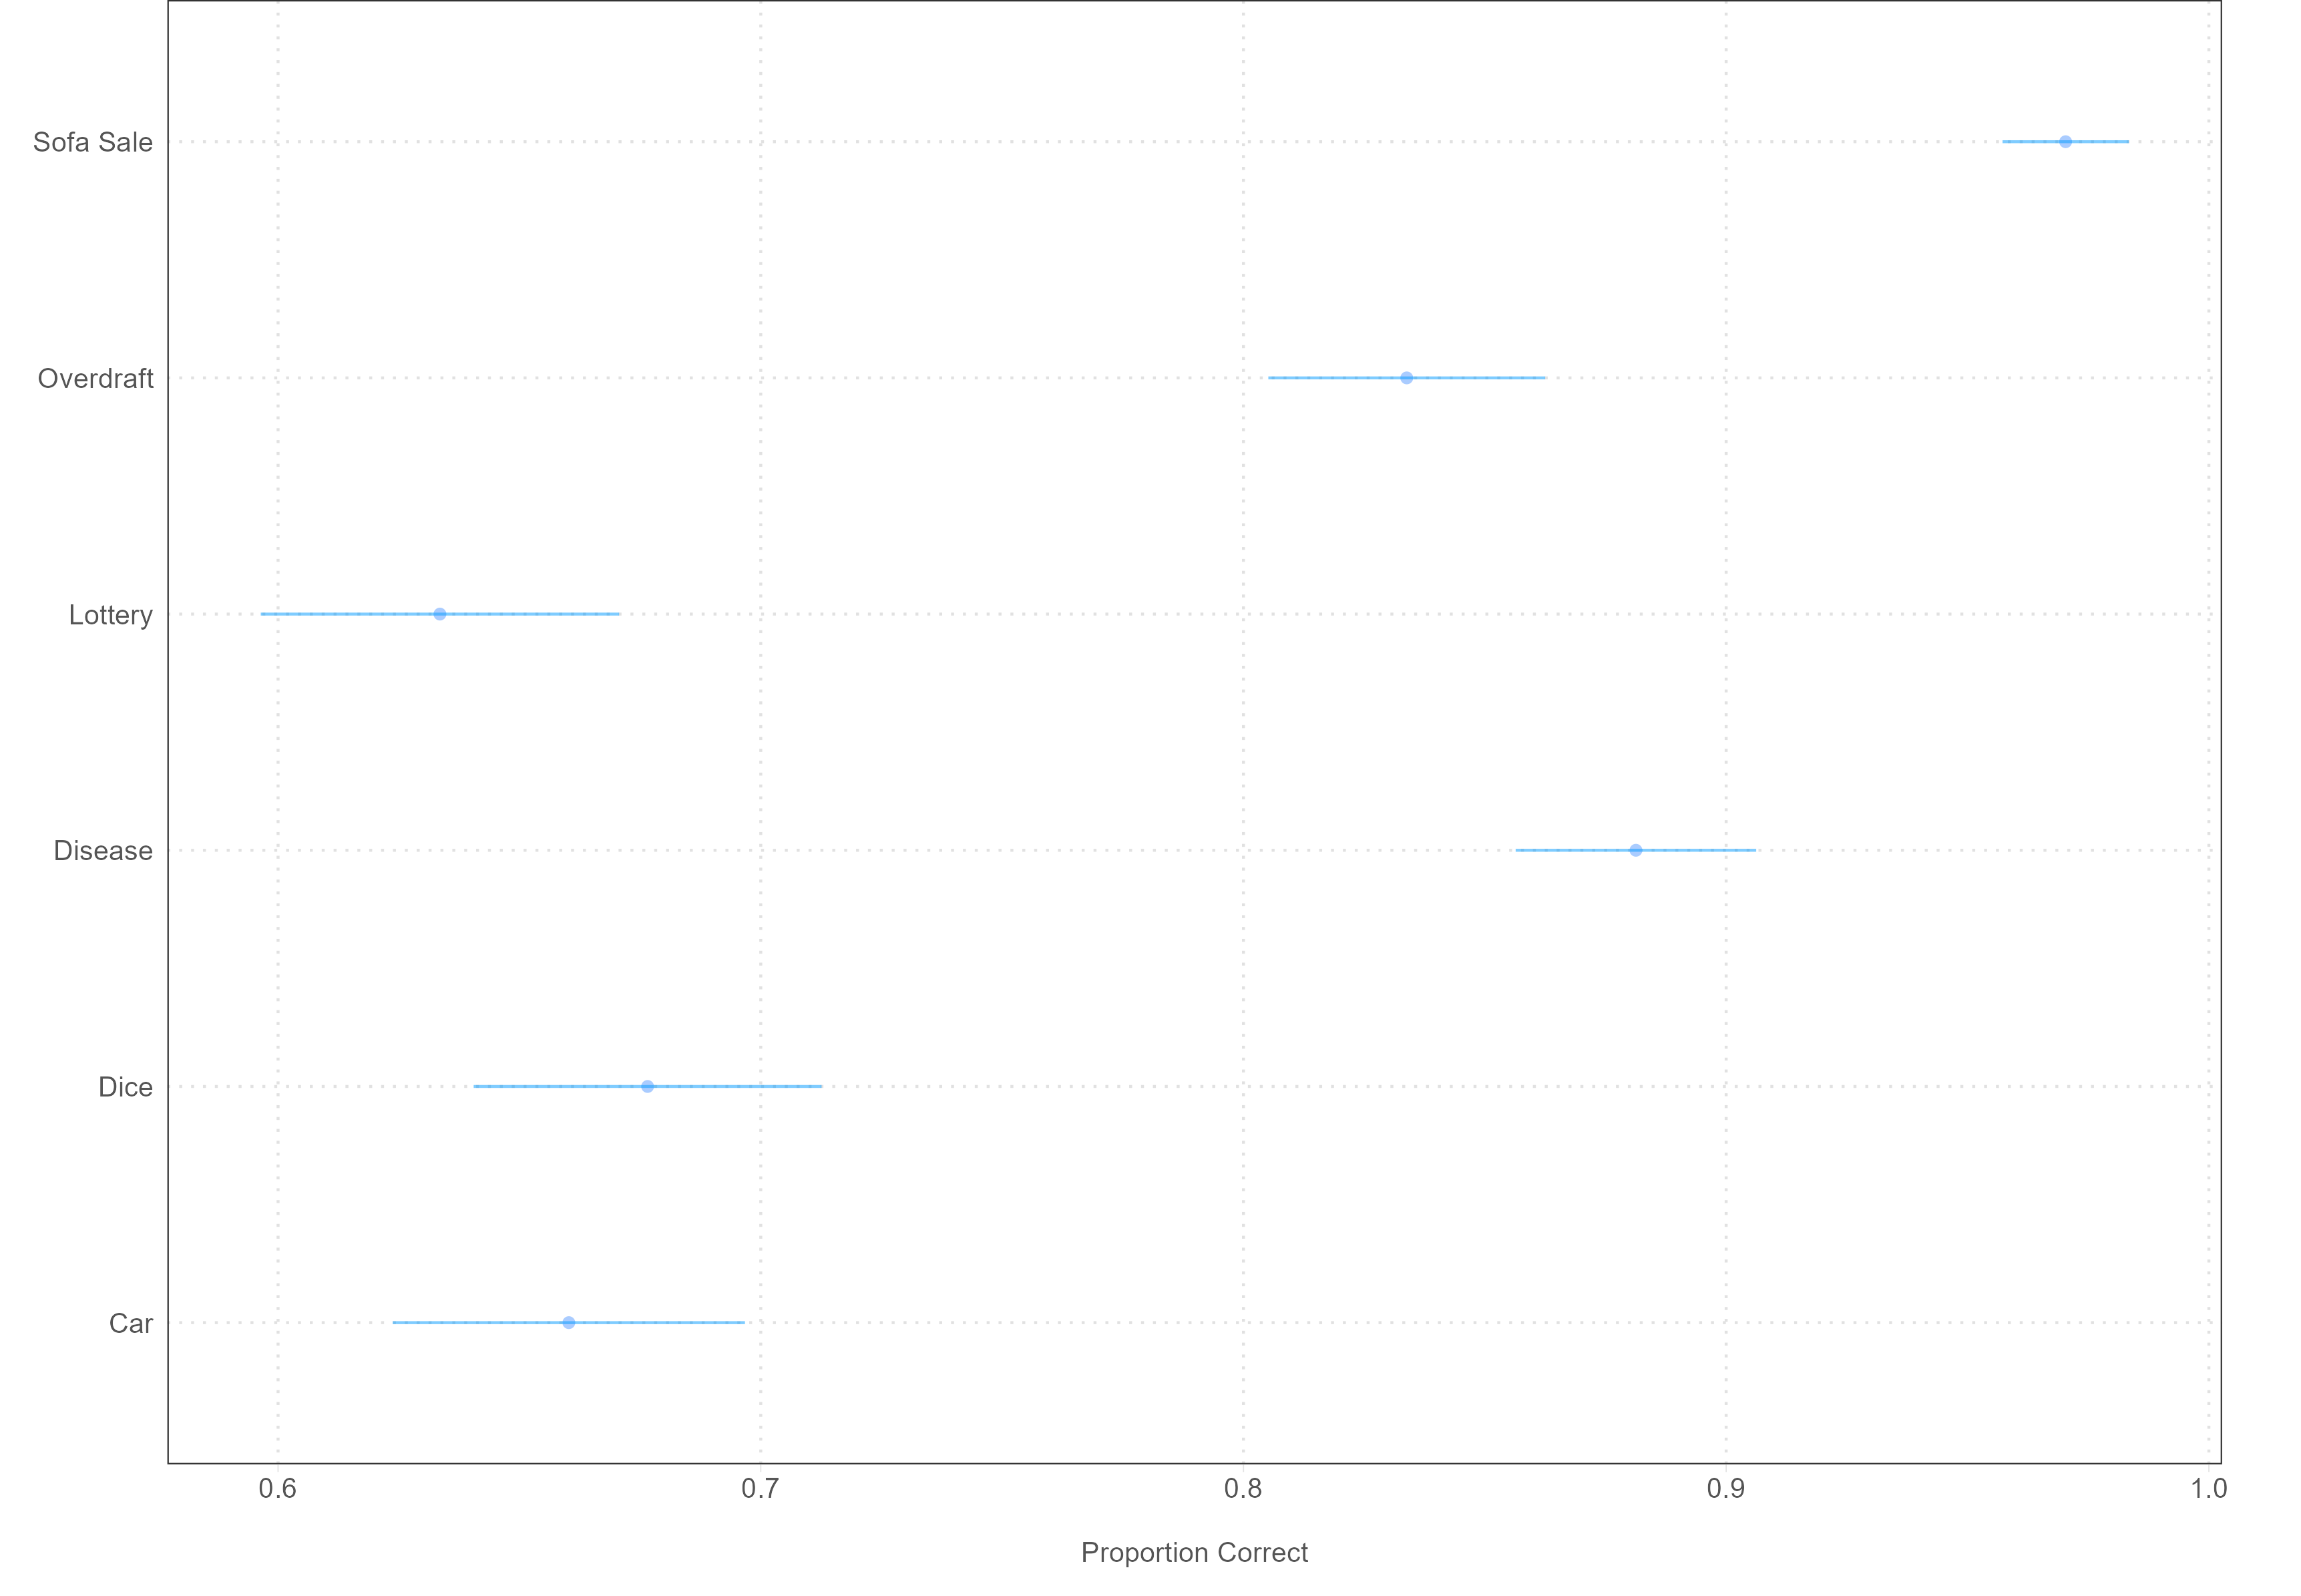 Sofa Sale
Overdraft
Lottery
Disease
Dice
Car
0.6 0.7 0.8 0.9 1.0
Proportion Correct